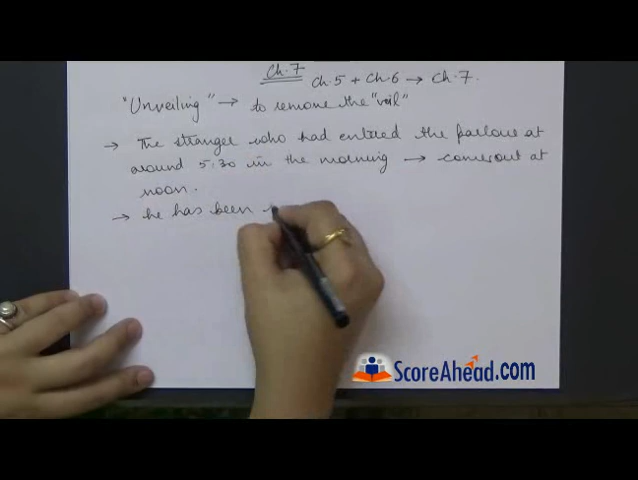 Ch.7
Ch.5 + Ch.6 → Ch.7.
"Unveiling" → to remove the "veil"
→ The stranger who had entered the parlour at
around 5:30 in the morning → comes out at
noon.
→ he has been
ScoreAhead.com